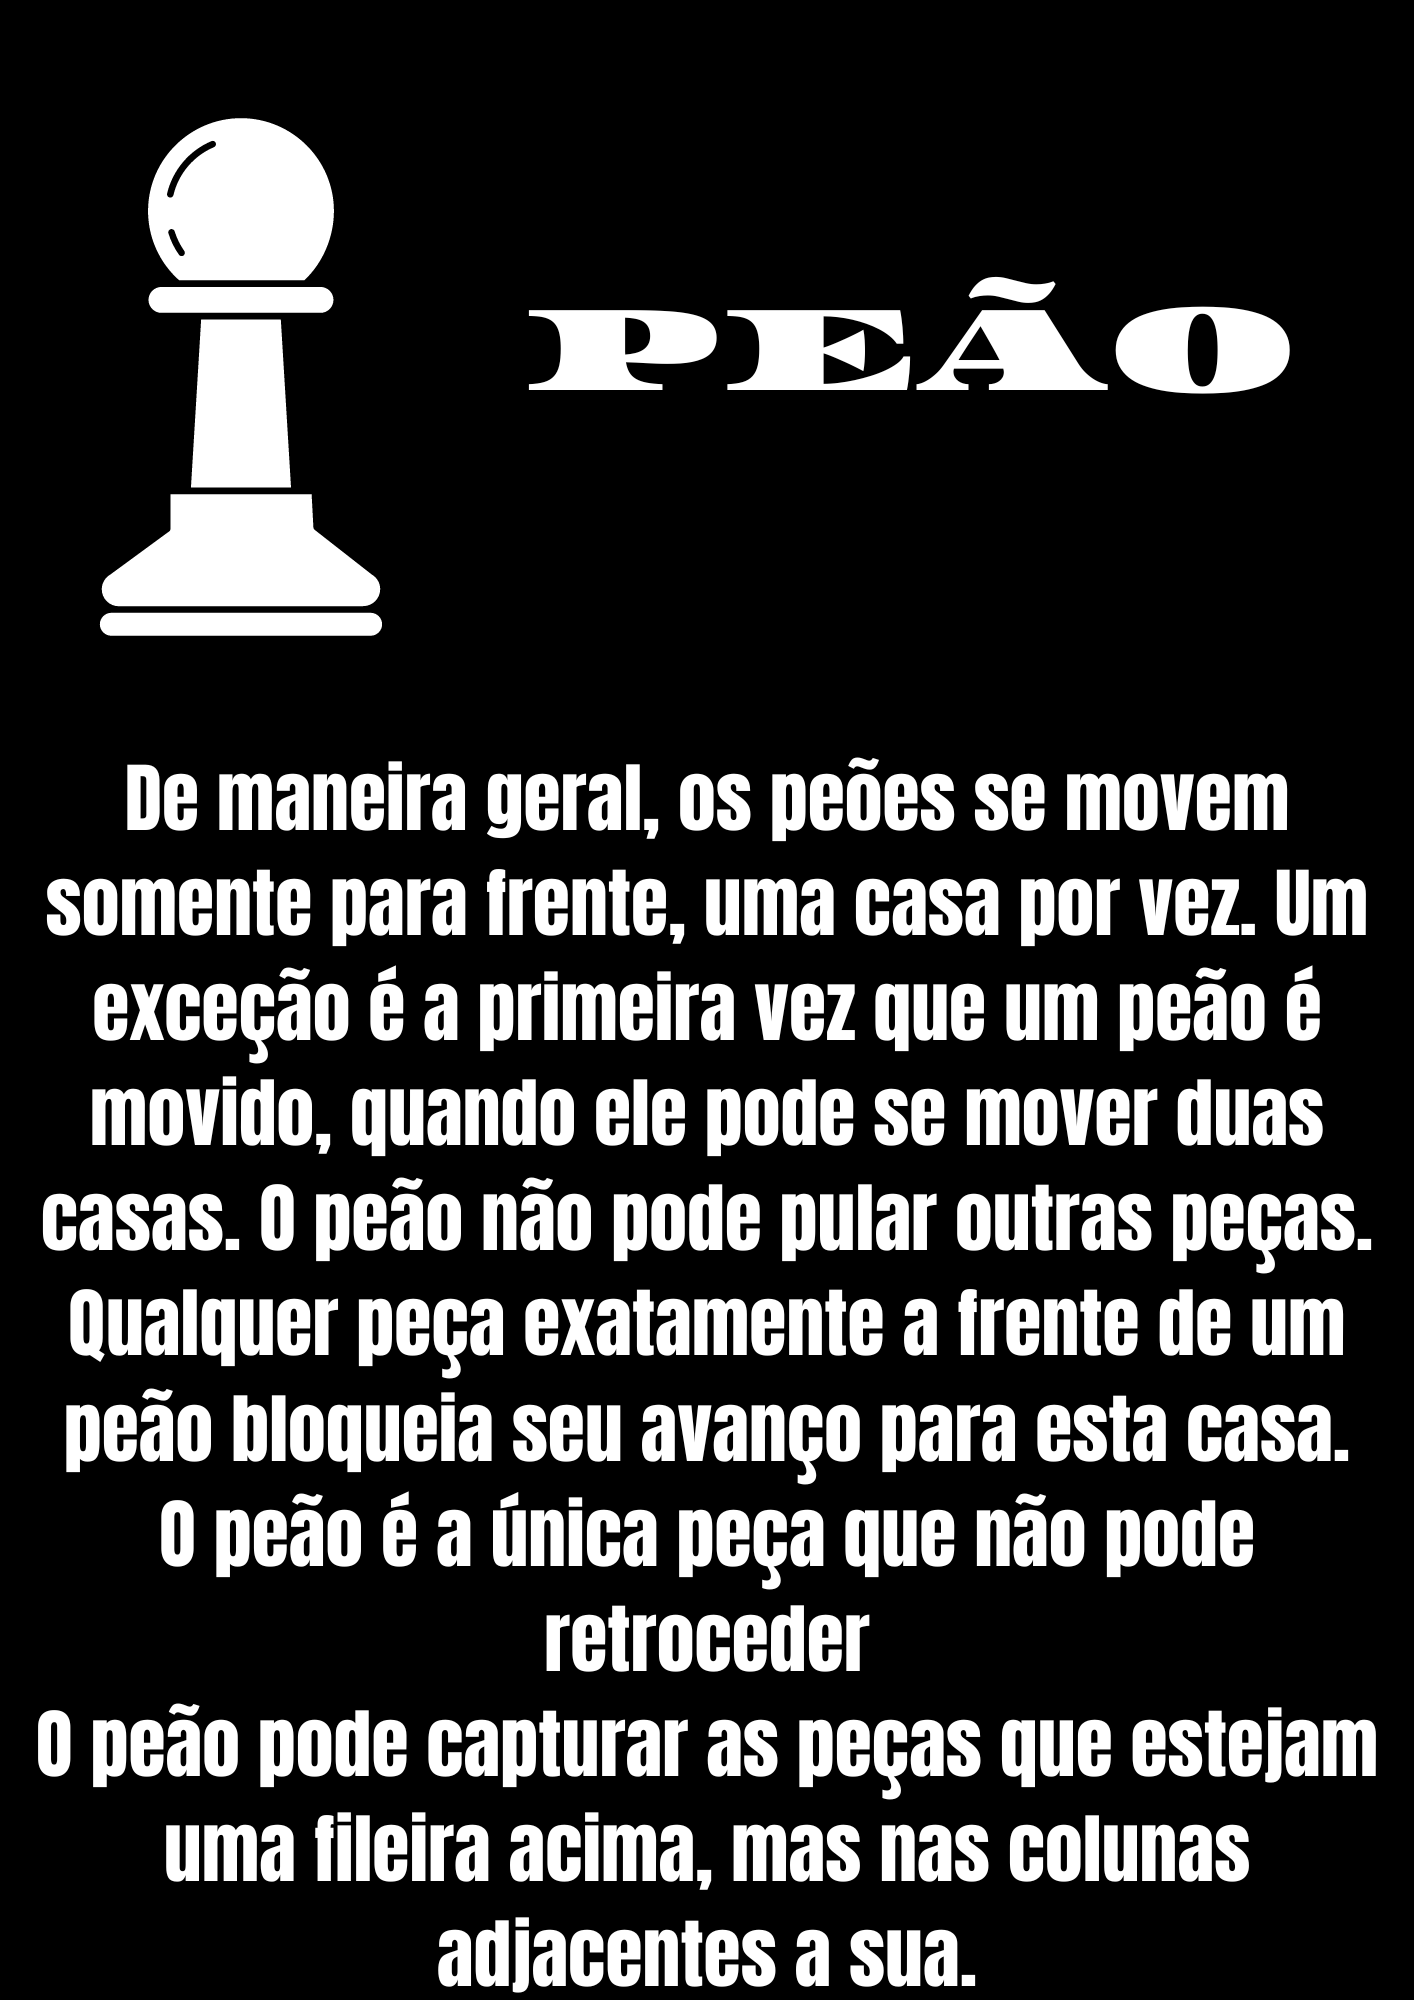 PEÃO
De maneira geral, os peões se movem
somente para frente, uma casa por vez. Um
exceção é a primeira vez que um peão é
movido, quando ele pode se mover duas
casas. O peão não pode pular outras peças.
Qualquer peça exatamente a frente de um
peão bloqueia seu avanço para esta casa.
O peão é a única peça que não pode
retroceder
O peão pode capturar as peças que estejam
uma fileira acima, mas nas colunas
adjacentes a sua.